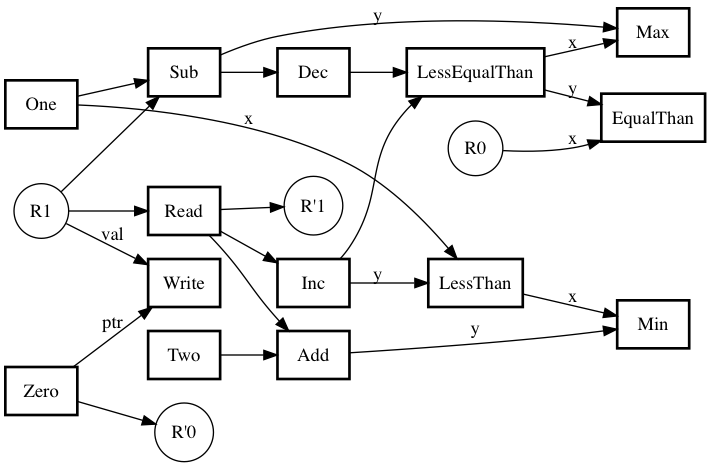 y
Max
Sub
Dec
LessEqualThan
x
One
y
EqualThan
x
R0
x
R1
Read
R'1
val
Write
Inc
y
LessThan
x
ptr
Min
Two
Add
y
Zero
R'0